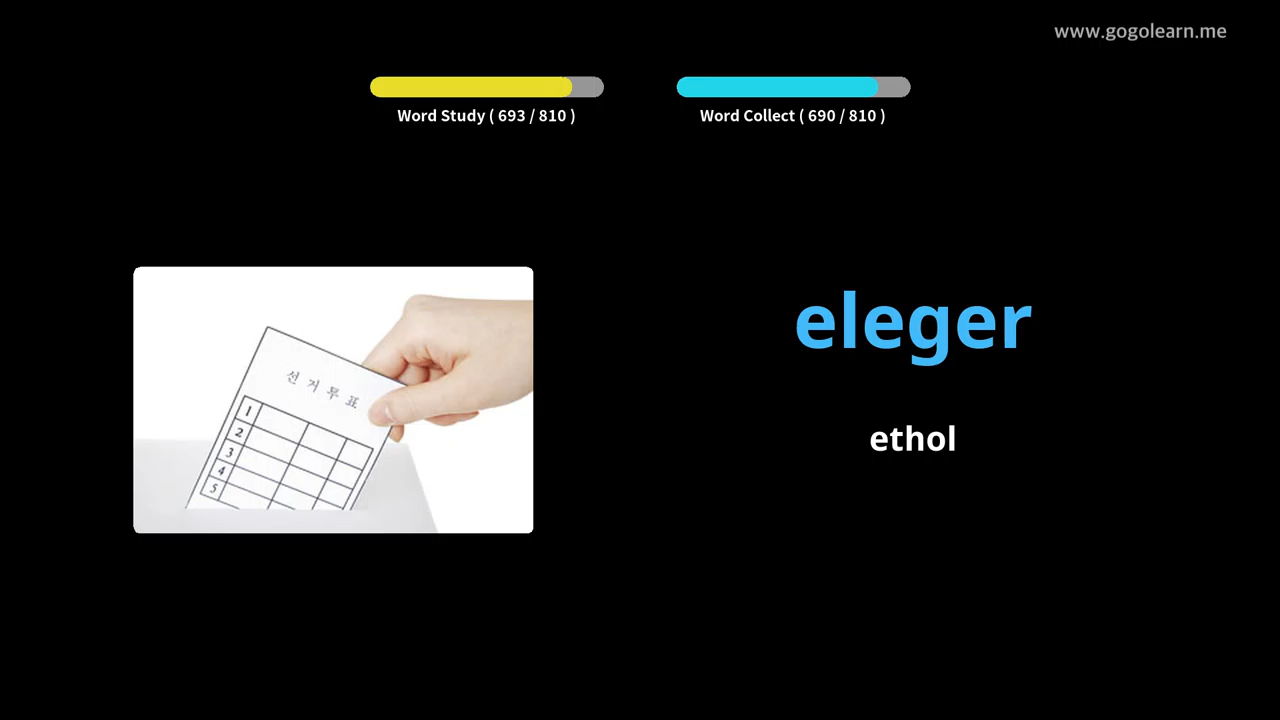 www.gogolearn.me
Word Study ( 693 / 810 )
Word Collect ( 690 / 810 )
선거투표
1
2
3
4
5
eleger
ethol